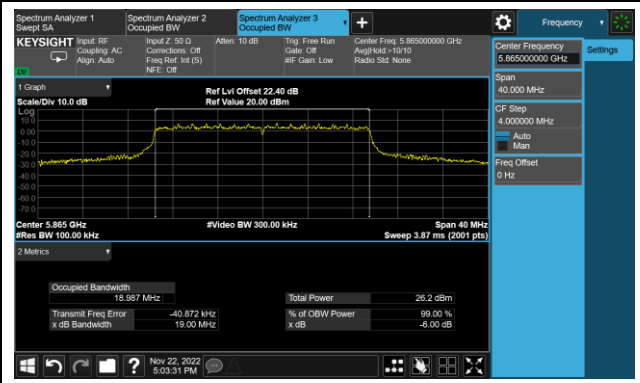 Spectrum Analyzer 1
Swept SA
Spectrum Analyzer 2
Occupied BW
Spectrum Analyzer 3
Occupied BW
+
Frequency
KEYSIGHT
Input: RF
Coupling: AC
Align: Auto
Input Z: 50 Ω
Corrections: Off
Freq Ref: Int (S)
NFE: Off
Atten: 10 dB
Trig: Free Run
Gate: Off
#IF Gain: Low
Center Freq: 5.865000000 GHz
Avg|Hold:>10/10
Radio Std: None
LXI
1 Graph
Scale/Div 10.0 dB
Ref Lvl Offset 22.40 dB
Ref Value 20.00 dBm
Log
10.0
0.00
-10.0
-20.0
-30.0
-40.0
-50.0
-60.0
-70.0
Center 5.865 GHz
#Res BW 100.00 kHz
#Video BW 300.00 kHz
Span 40 MHz
Sweep 3.87 ms (2001 pts)
2 Metrics
Occupied Bandwidth
18.987 MHz
Transmit Freq Error -40.872 kHz
x dB Bandwidth 19.00 MHz
Total Power 26.2 dBm
% of OBW Power 99.00 %
x dB -6.00 dB
Center Frequency
5.865000000 GHz
Span
40.000 MHz
CF Step
4.000000 MHz
Auto
Man
Freq Offset
0 Hz
Settings
?
Nov 22, 2022
5:03:31 PM